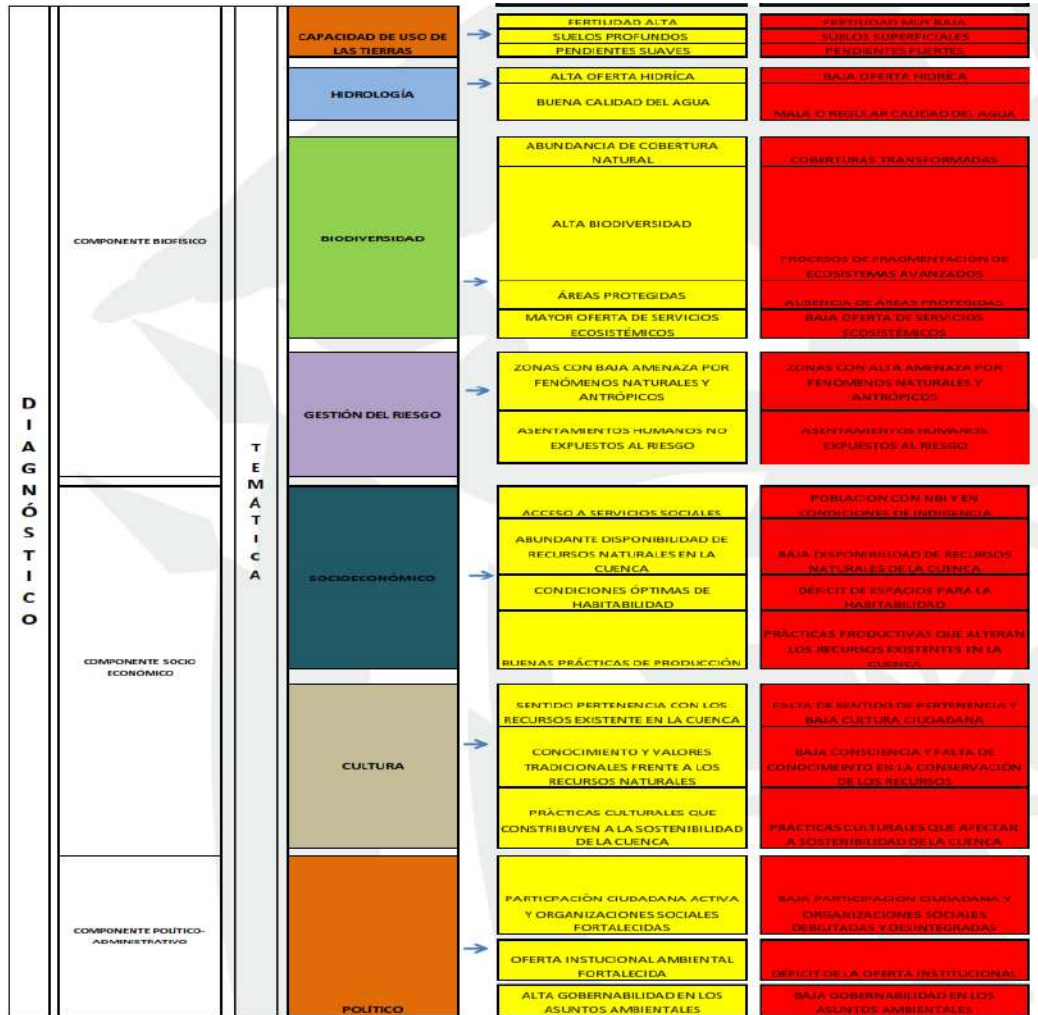 DIAGNÓSTICO
COMPONENTE BIOFÍSICO
COMPONENTE SOCIO
ECONÓMICO
COMPONENTE POLÍTICO-
ADMINISTRATIVO
TEMÁTICA
CAPACIDAD DE USO DE
LAS TIERRAS
FERTILIDAD ALTA
FERTILIDAD MUY BAJA
SUELOS PROFUNDOS
SUELOS SUPERFICIALES
PENDIENTES SUAVES
PENDIENTES FUERTES
HIDROLOGÍA
ALTA OFERTA HIDRÍCA
BAJA OFERTA HIDRÍCA
BUENA CALIDAD DEL AGUA
MALA O REGULAR CALIDAD DEL AGUA
BIODIVERSIDAD
ABUNDANCIA DE COBERTURA
NATURAL
COBERTURAS TRANSFORMADAS
ALTA BIODIVERSIDAD
PROCESOS DE FRAGMENTACIÓN DE
ECOSISTEMAS AVANZADOS
ÁREAS PROTEGIDAS
AUSENCIA DE ÁREAS PROTEGIDAS
MAYOR OFERTA DE SERVICIOS
ECOSISTÉMICOS
BAJA OFERTA DE SERVICIOS
ECOSISTÉMICOS
GESTIÓN DEL RIESGO
ZONAS CON BAJA AMENAZA POR
FENÓMENOS NATURALES Y
ANTRÓPICOS
ZONAS CON ALTA AMENAZA POR
FENÓMENOS NATURALES Y
ANTRÓPICOS
ASENTAMIENTOS HUMANOS NO
EXPUESTOS AL RIESGO
ASENTAMIENTOS HUMANOS
EXPUESTOS AL RIESGO
SOCIOECONÓMICO
ACCESO A SERVICIOS SOCIALES
POBLACION CON NBI Y EN
CONDICIONES DE INDIGENCIA
ABUNDANTE DISPONIBILIDAD DE
RECURSOS NATURALES EN LA
CUENCA
BAJA DISPONIBILIDAD DE RECURSOS
NATURALES DE LA CUENCA
CONDICIONES ÓPTIMAS DE
HABITABILIDAD
DÉFICIT DE ESPACIOS PARA LA
HABITABILIDAD
BUENAS PRÁCTICAS DE PRODUCCIÓN
PRÁCTICAS PRODUCTIVAS QUE ALTERAN
LOS RECURSOS EXISTENTES EN LA
CUENCA
CULTURA
SENTIDO PERTENENCIA CON LOS
RECURSOS EXISTENTE EN LA CUENCA
FALTA DE SENTIDO DE PERTENENCIA Y
BAJA CULTURA CIUDADANA
CONOCIMIENTO Y VALORES
TRADICIONALES FRENTE A LOS
RECURSOS NATURALES
BAJA CONSCIENCIA Y FALTA DE
CONOCIMEINTO EN LA CONSERVACIÓN
DE LOS RECURSOS
PRÀCTICAS CULTURALES QUE
CONSTRIBUYEN A LA SOSTENIBILIDAD
DE LA CUENCA
PRÁCTICAS CULTURALES QUE AFECTAN
A SOSTENIBILIDAD DE LA CUENCA
POLÍTICO
PARTICPACIÓN CIUDADANA ACTIVA
Y ORGANIZACIONES SOCIALES
FORTALECIDAS
BAJA PARTICIPACIÓN CIUDADANA Y
ORGANIZACIONES SOCIALES
DEBILITADAS Y DESINTEGRADAS
OFERTA INSTUCIONAL AMBIENTAL
FORTALECIDA
DÉFICIT DE LA OFERTA INSTITUCIONAL
ALTA GOBERNABILIDAD EN LOS
ASUNTOS AMBIENTALES
BAJA GOBERNABILIDAD EN LOS
ASUNTOS AMBIENTALES